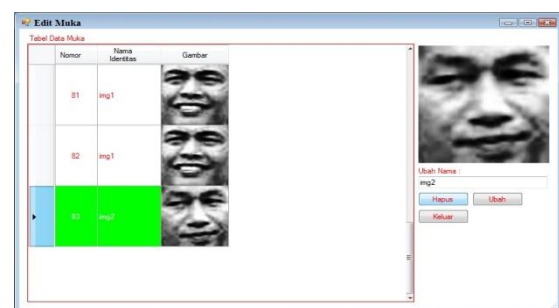 Edit Muka
Tabel Data Muka
Nomor
Nama
Identitas
Gambar
81
img1
82
img1
83
img2
Ubah Nama :
img2
Hapus
Ubah
Keluar